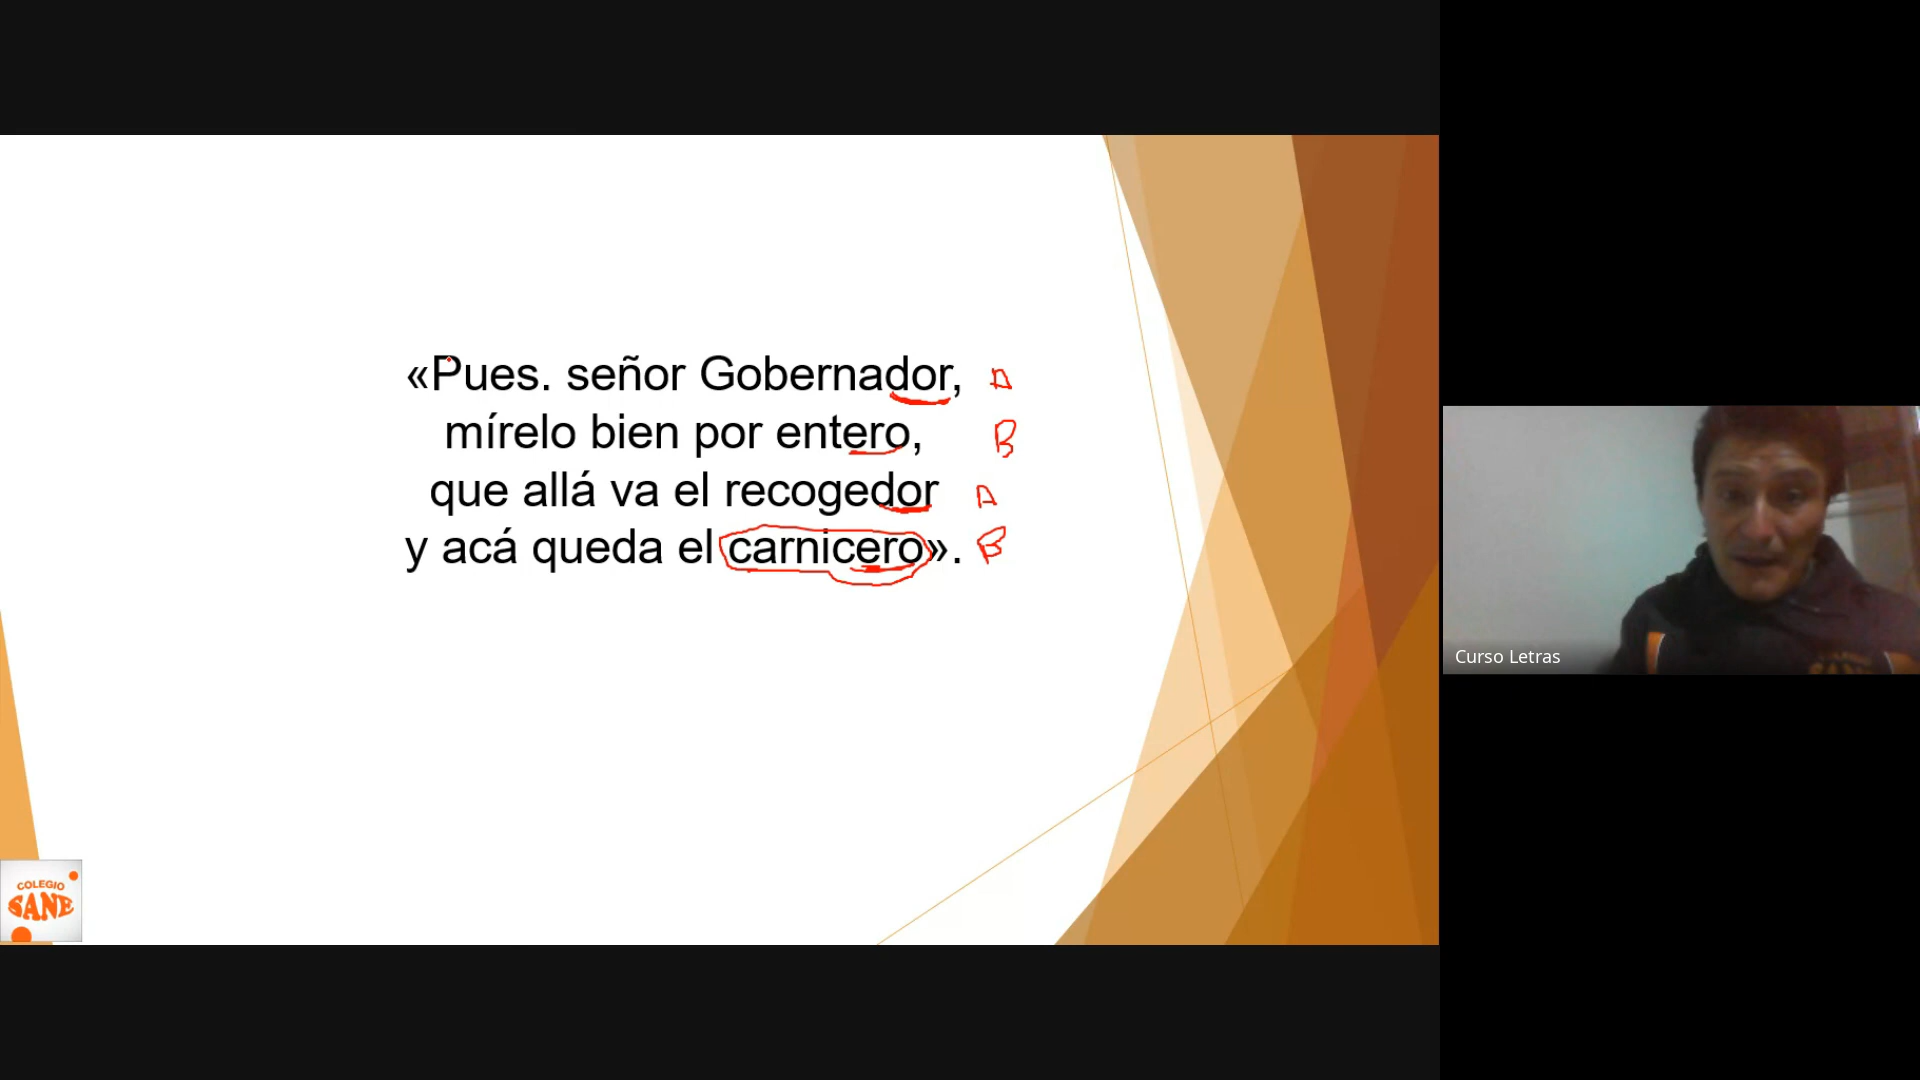 «Pues. señor Gobernador, A
mírelo bien por entero, B
que allá va el recogedor A
y acá queda el carnicero». B
Curso Letras
COLEGIO
SANE